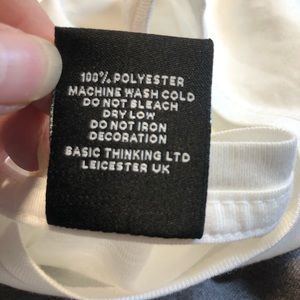 100% POLYESTER
MACHINE WASH COLD
DO NOT BLEACH
DRY LOW
DO NOT IRON
DECORATION
BASIC THINKING LTD
LEICESTER UK